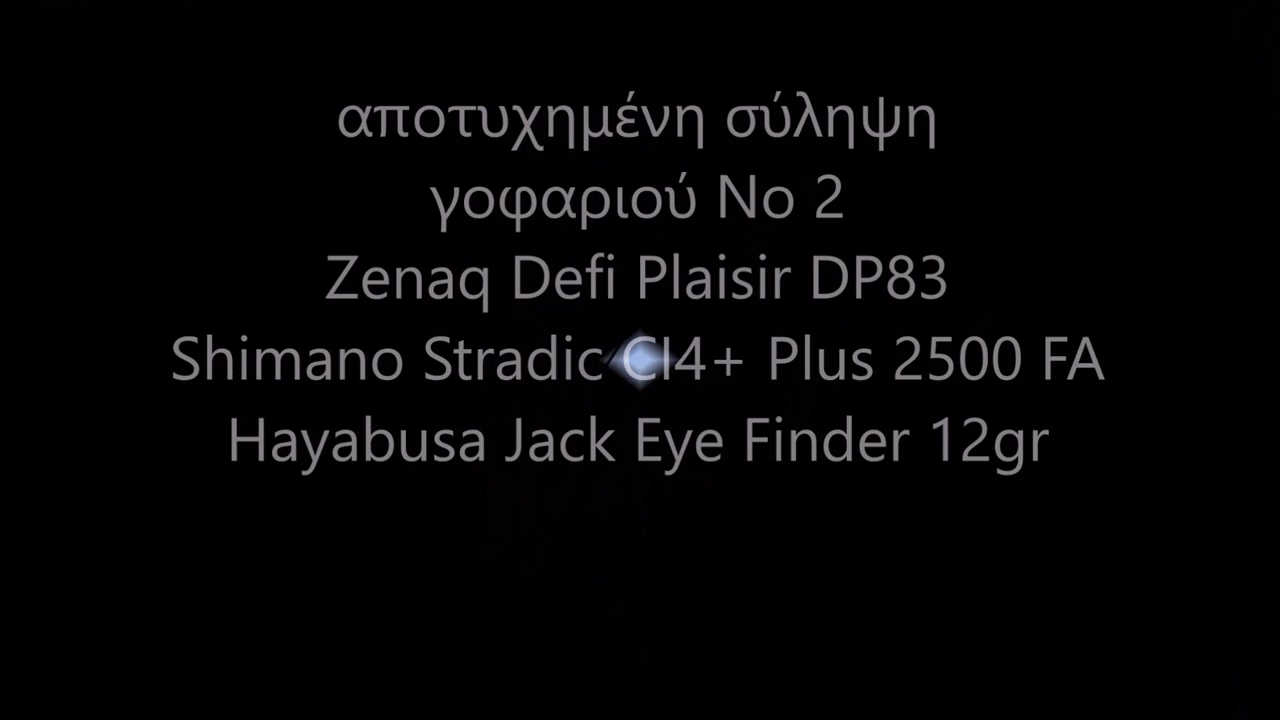 αποτυχημένη σύληψη
γοφαριού Νο 2
Zenaq Defi Plaisir DP83
Shimano Stradic CI4+ Plus 2500 FA
Hayabusa Jack Eye Finder 12gr